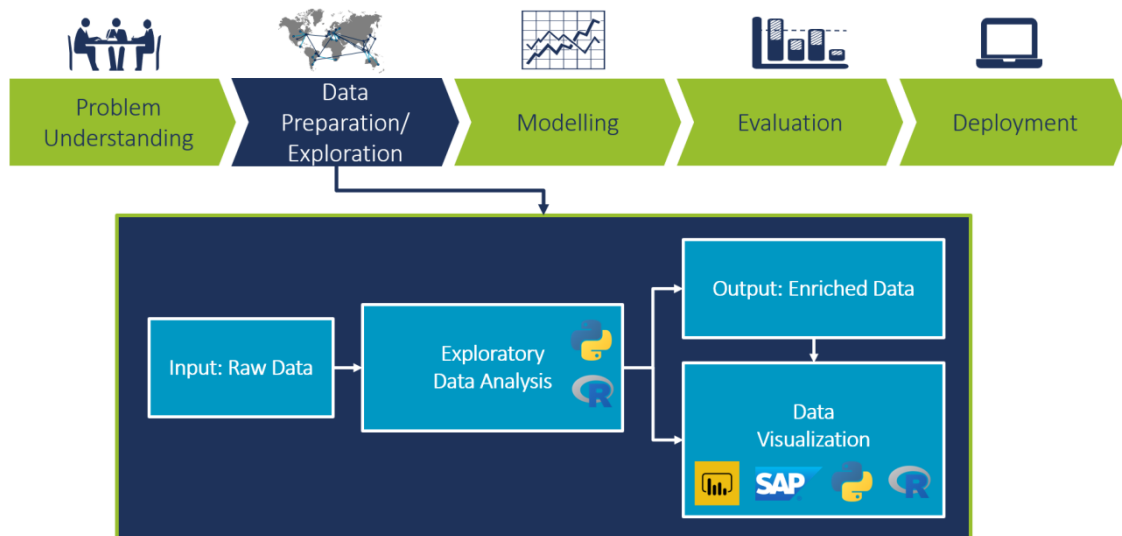 Problem
Understanding
Data
Preparation/
Exploration
Modelling
Evaluation
Deployment
Input: Raw Data
Exploratory
Data Analysis
R
Output: Enriched Data
Data
Visualization
SAP
R